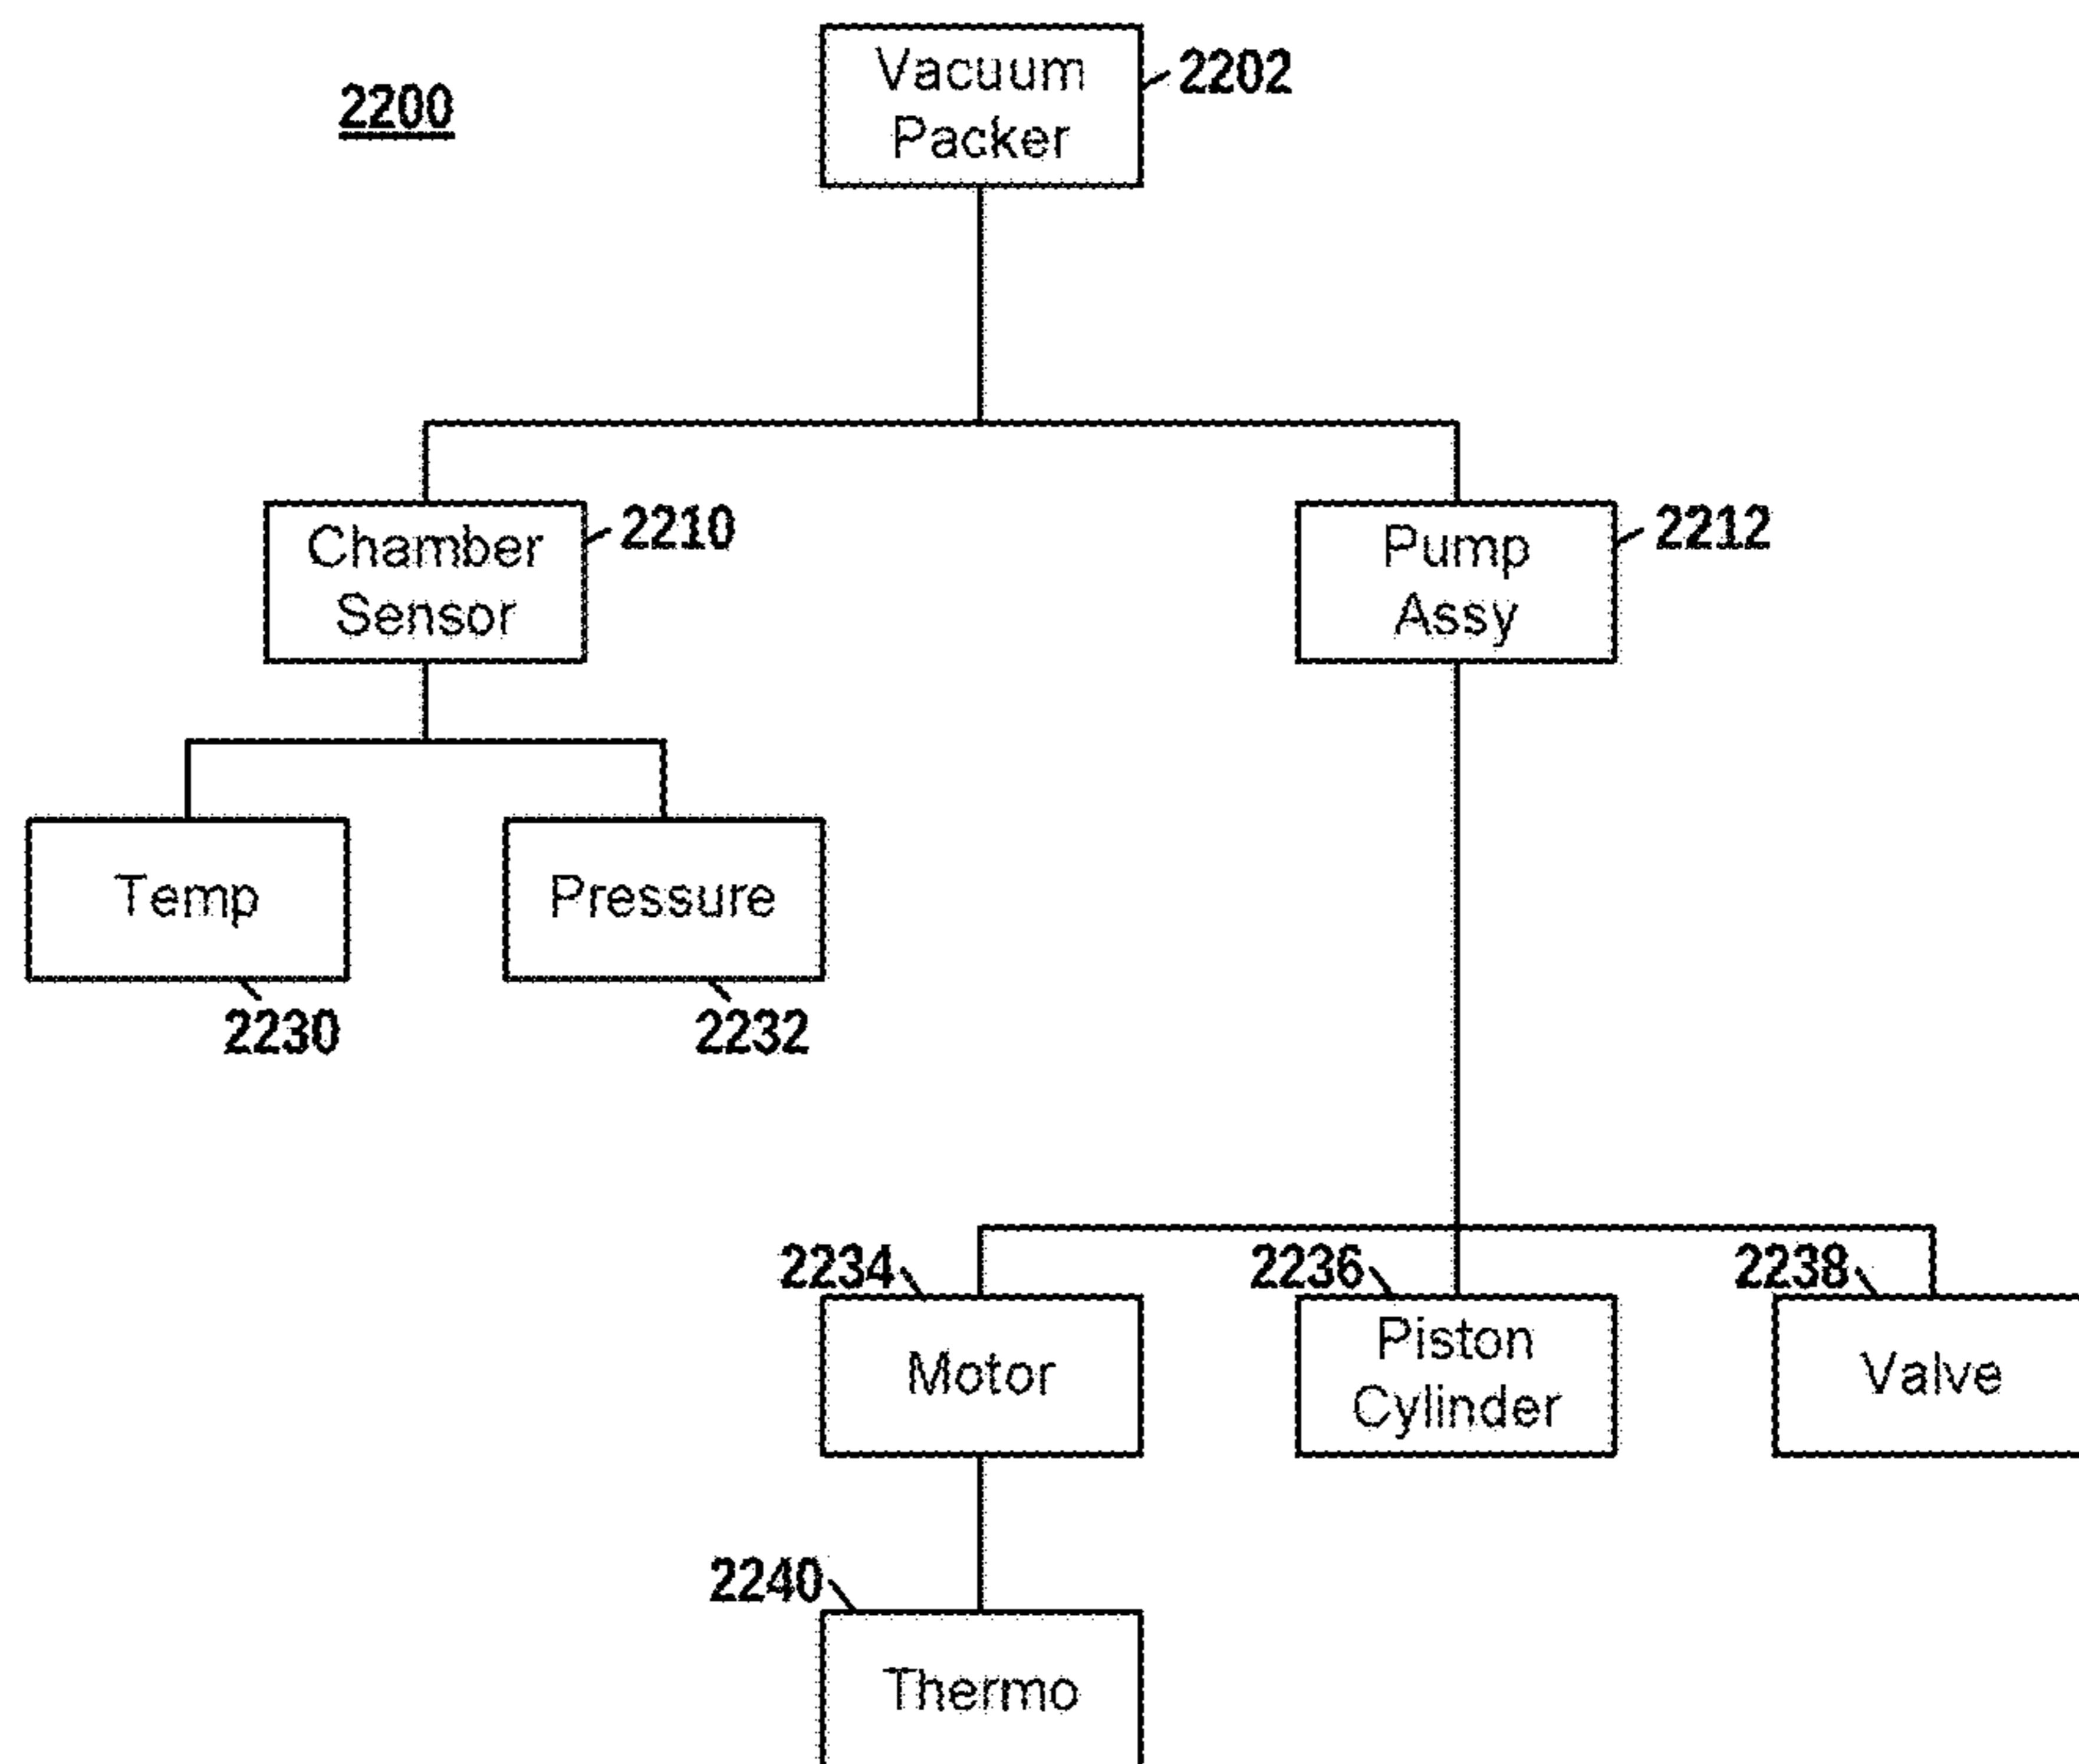 2200
Vacuum
Packer
2202
Chamber
Sensor
2210
Pump
Assy
2212
Temp
2230
Pressure
2232
2234
Motor
2236
Piston
Cylinder
2238
Valve
2240
Thermo